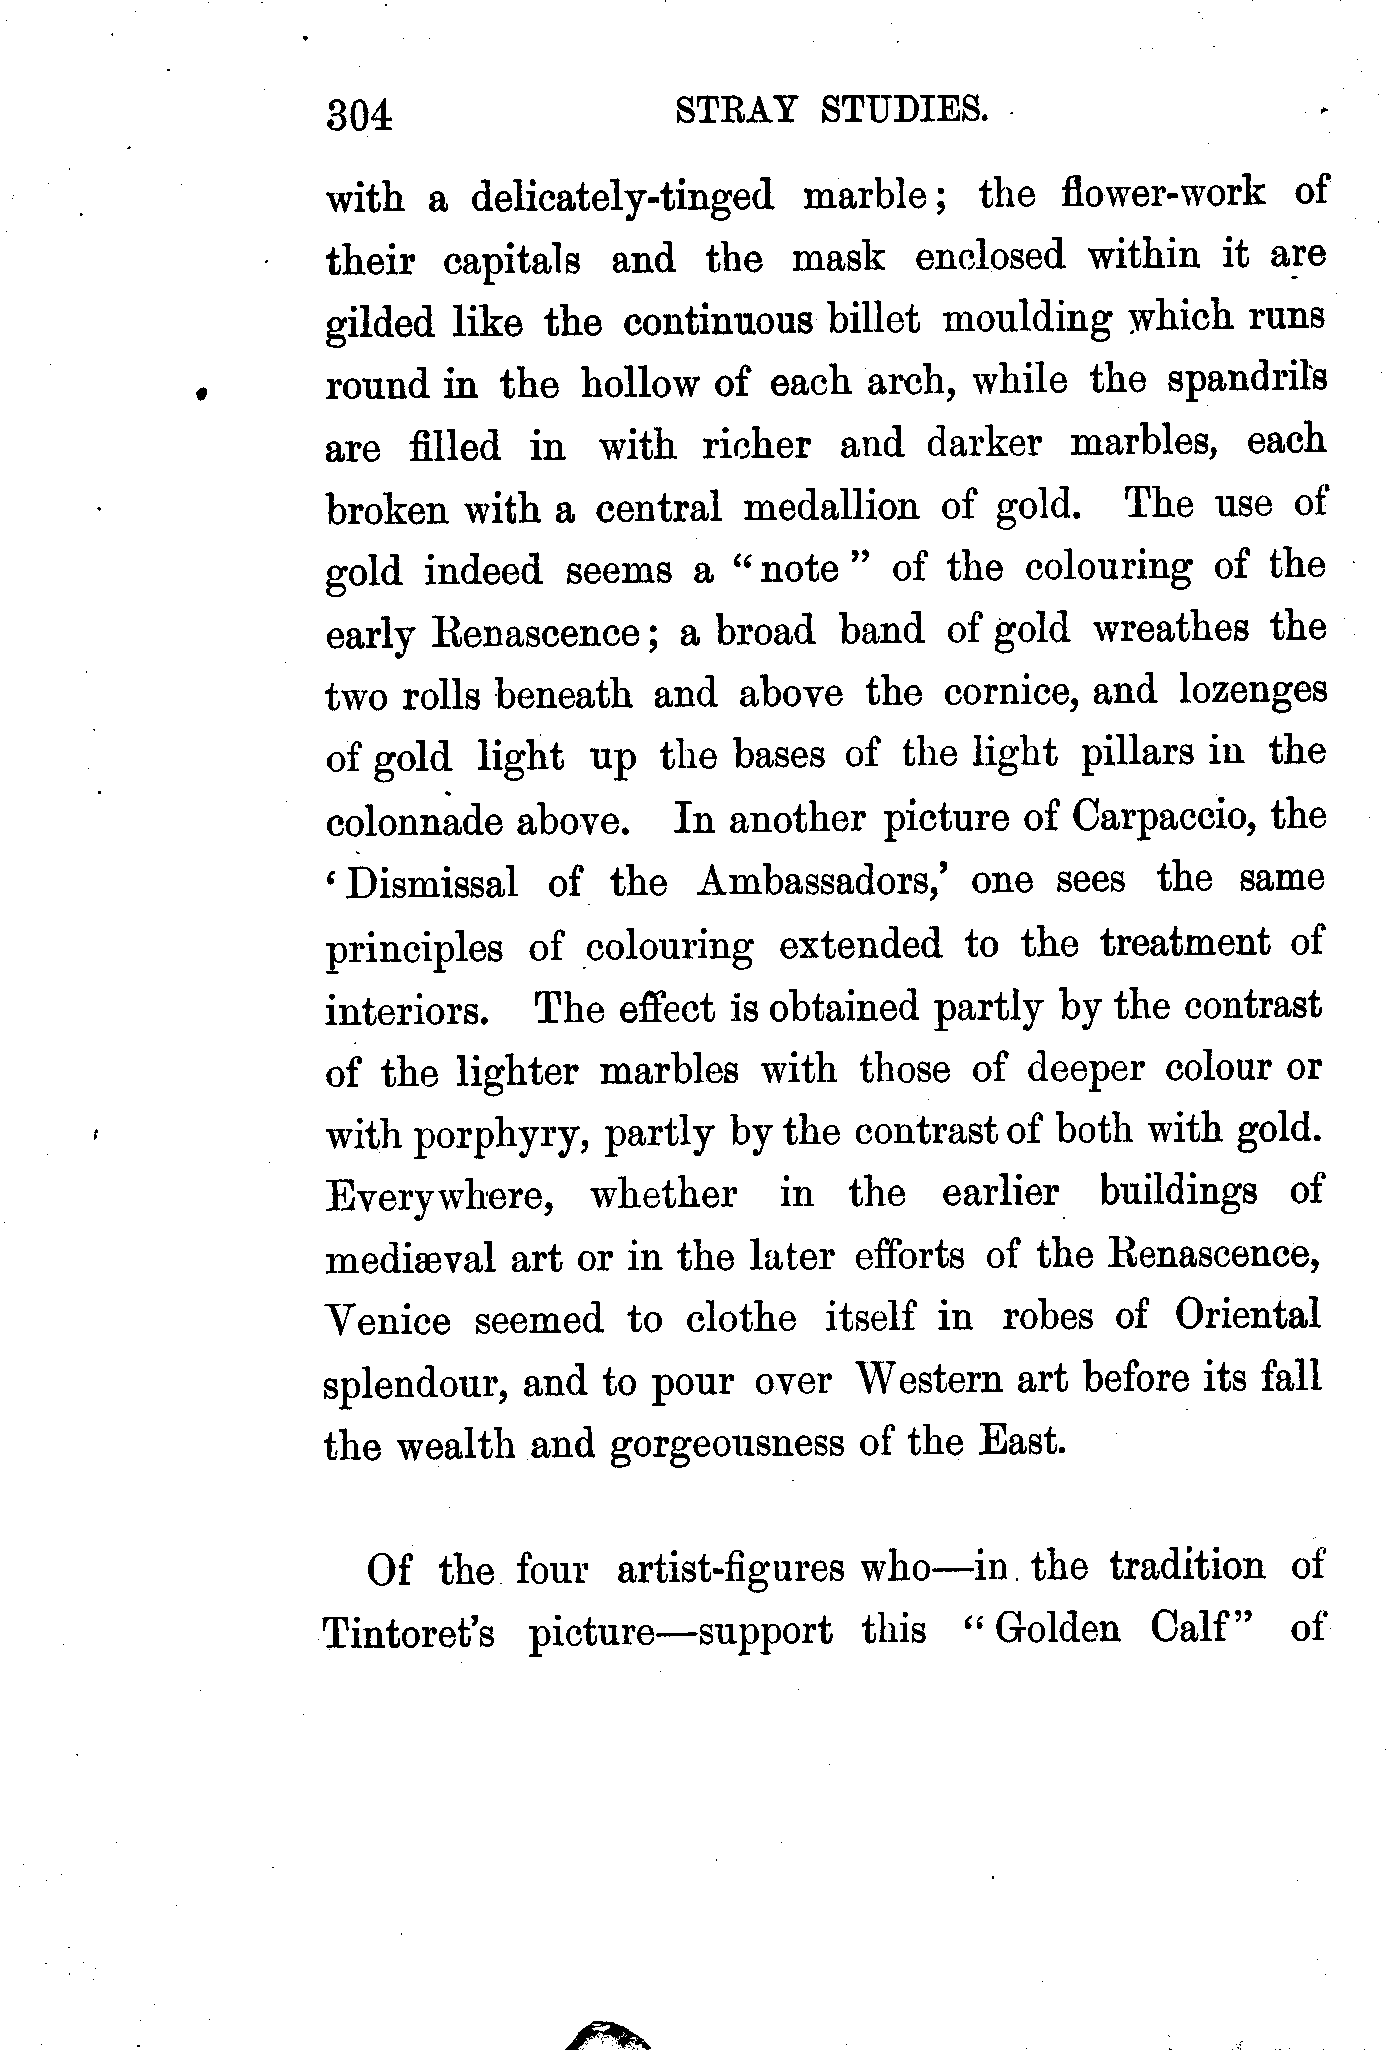 304 STRAY STUDIES.
with a delicately-tinged marble; the flower-work of
their capitals and the mask enclosed within it are
gilded like the continuous billet moulding which runs
round in the hollow of each arch, while the spandrils
are filled in with richer and darker marbles, each
broken with a central medallion of gold. The use of
gold indeed seems a “note” of the colouring of the
early Renascence; a broad band of gold wreathes the
two rolls beneath and above the cornice, and lozenges
of gold light up the bases of the light pillars in the
colonnade above. In another picture of Carpaccio, the
‘Dismissal of the Ambassadors,’ one sees the same
principles of colouring extended to the treatment of
interiors. The effect is obtained partly by the contrast
of the lighter marbles with those of deeper colour or
with porphyry, partly by the contrast of both with gold.
Everywhere, whether in the earlier buildings of
mediæval art or in the later efforts of the Renascence,
Venice seemed to clothe itself in robes of Oriental
splendour, and to pour over Western art before its fall
the wealth and gorgeousness of the East.
Of the four artist-figures who—in the tradition of
Tintoret’s picture—support this “Golden Calf” of